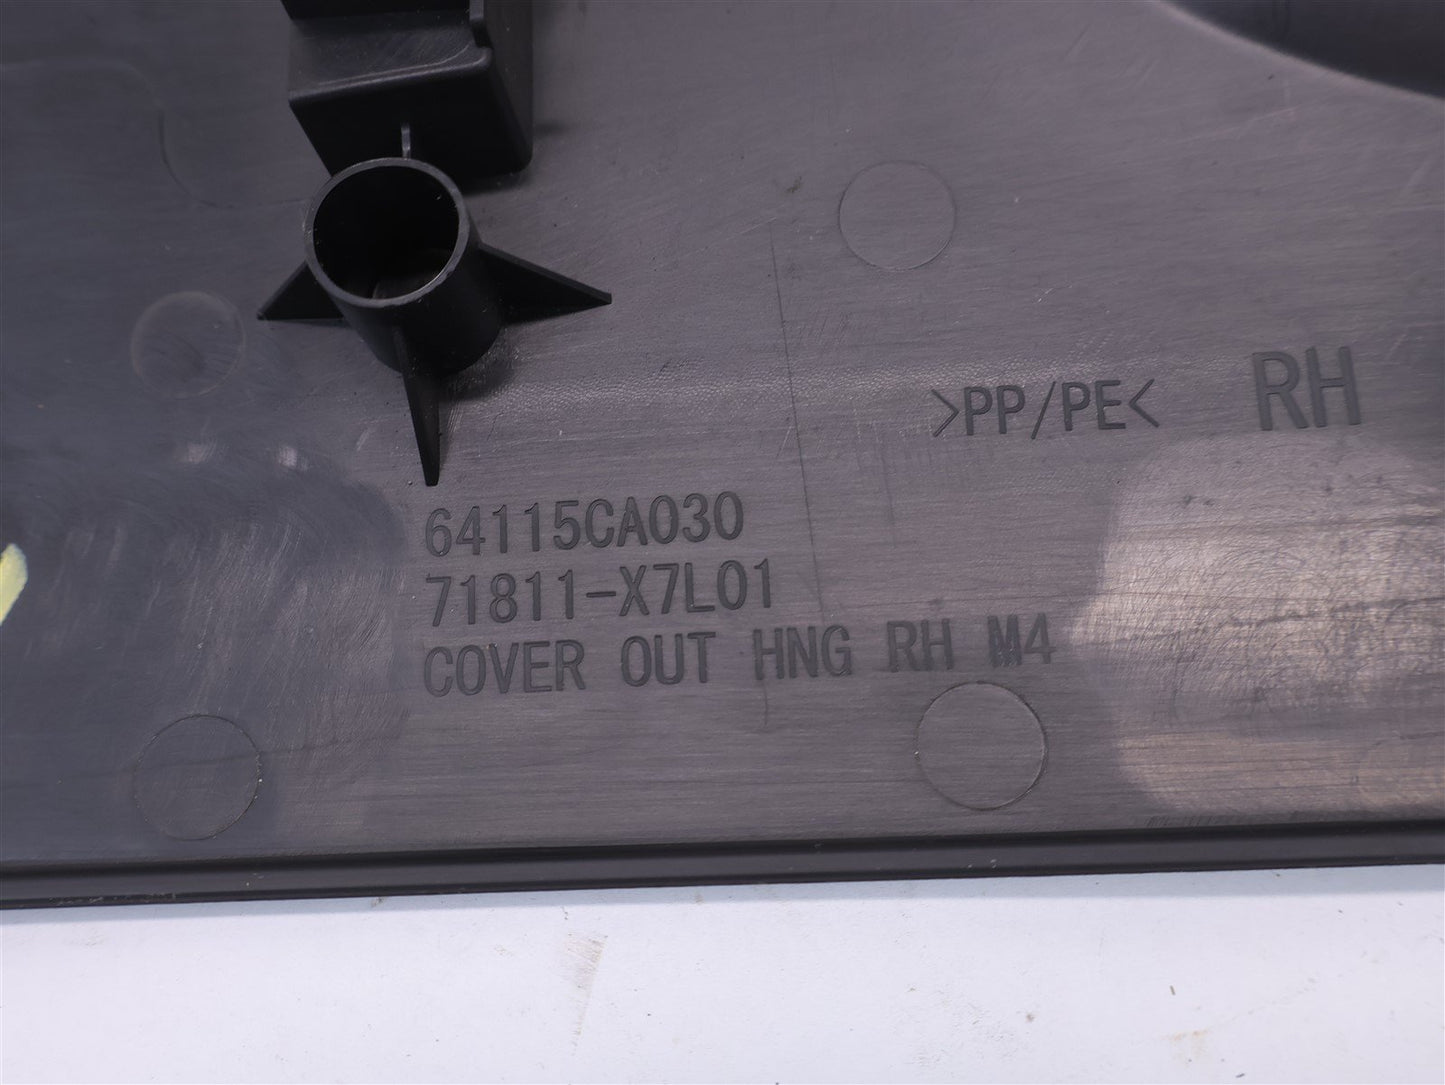 >PP/PE<
RH
64115CA030
71811-X7L01
COVER OUT HNG RH M4